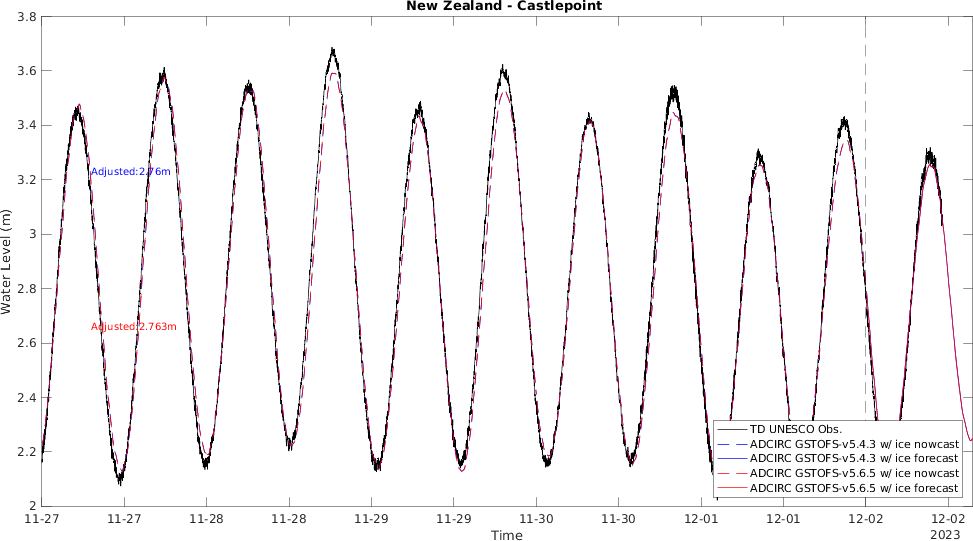 New Zealand - Castlepoint
3.8
3.6
3.4
3.2
3
2.8
2.6
2.4
2.2
2
Water Level (m)
Adjusted:2.76m
Adjusted:2.763m
TD UNESCO Obs.
ADCIRC GSTOFS-v5.4.3 w/ ice nowcast
ADCIRC GSTOFS-v5.4.3 w/ ice forecast
ADCIRC GSTOFS-v5.6.5 w/ ice nowcast
ADCIRC GSTOFS-v5.6.5 w/ ice forecast
11-27 11-27 11-28 11-28 11-29 11-29 11-30 11-30 12-01 12-01 12-02 12-02
Time 2023